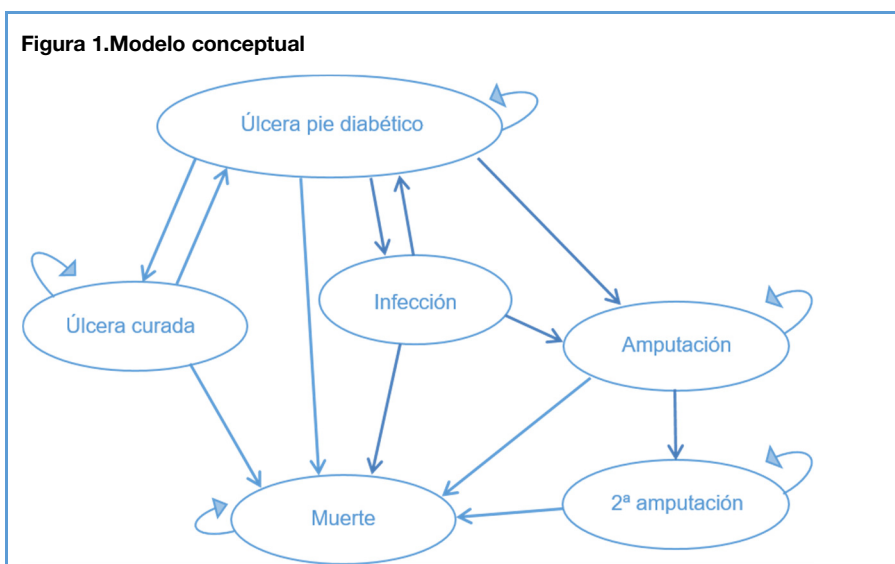 Figura 1.Modelo conceptual
Úlcera pie diabético
Infección
Úlcera curada
Amputación
2ª amputación
Muerte